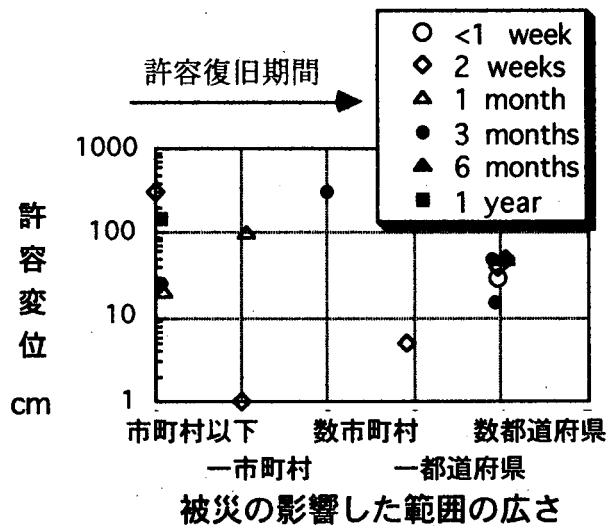 許容復旧期間
<1 week
2 weeks
1 month
3 months
6 months
1 year
1000
100
10
1
許容変位
cm
市町村以下
一市町村
数市町村
一都道府県
数都道府県
被災の影響した範囲の広さ